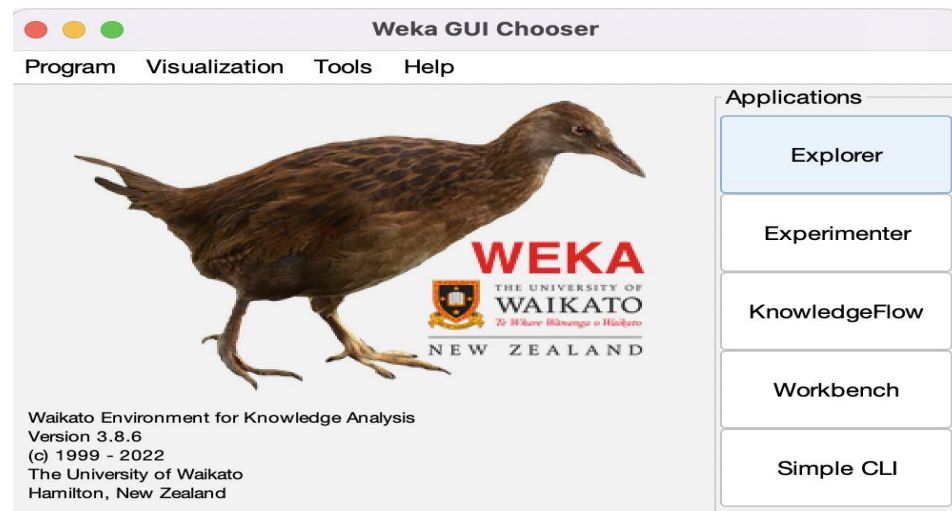 Weka GUI Chooser
Program Visualization Tools Help
Applications
Explorer
Experimenter
KnowledgeFlow
Workbench
Simple CLI
WEKA
THE UNIVERSITY OF
WAIKATO
Te Whare Wānanga o Waikato
NEW ZEALAND
Waikato Environment for Knowledge Analysis
Version 3.8.6
(c) 1999 - 2022
The University of Waikato
Hamilton, New Zealand